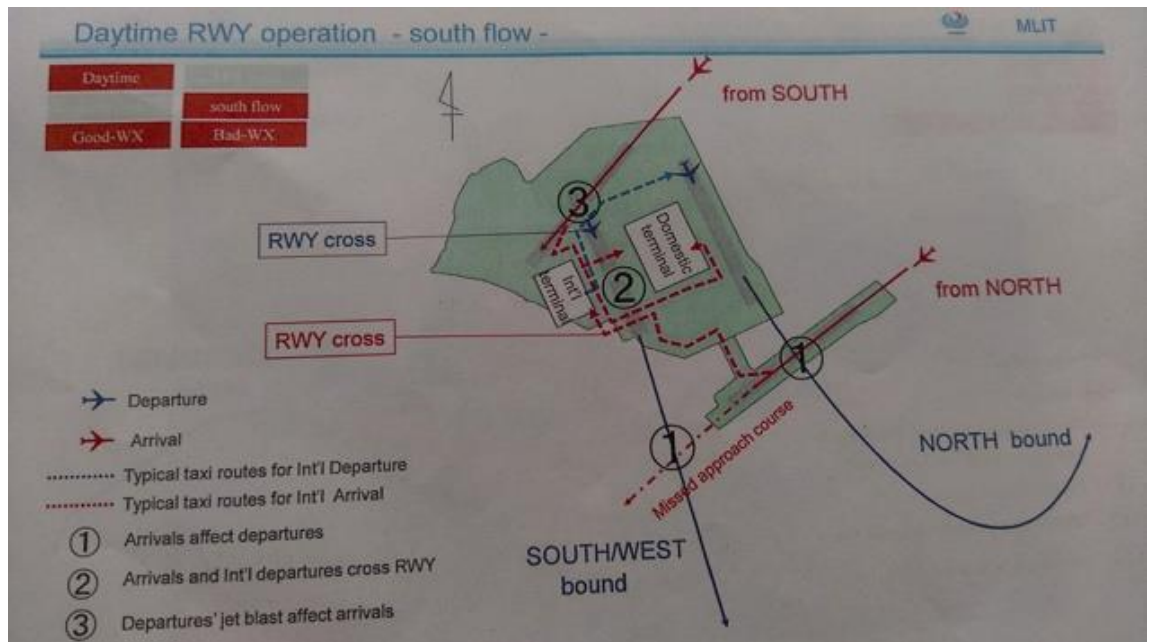 Daytime RWY operation - south flow -
MLIT
Daytime
south flow
Good-WX
Bad-WX
from SOUTH
3
RWY cross
Domestic
terminal
Int'l
terminal
2
from NORTH
RWY cross
1
1
Missed approach course
NORTH bound
SOUTH/WEST
bound
Departure
Arrival
Typical taxi routes for Int'l Departure
Typical taxi routes for Int'l Arrival
1 Arrivals affect departures
2 Arrivals and Int'l departures cross RWY
3 Departures' jet blast affect arrivals